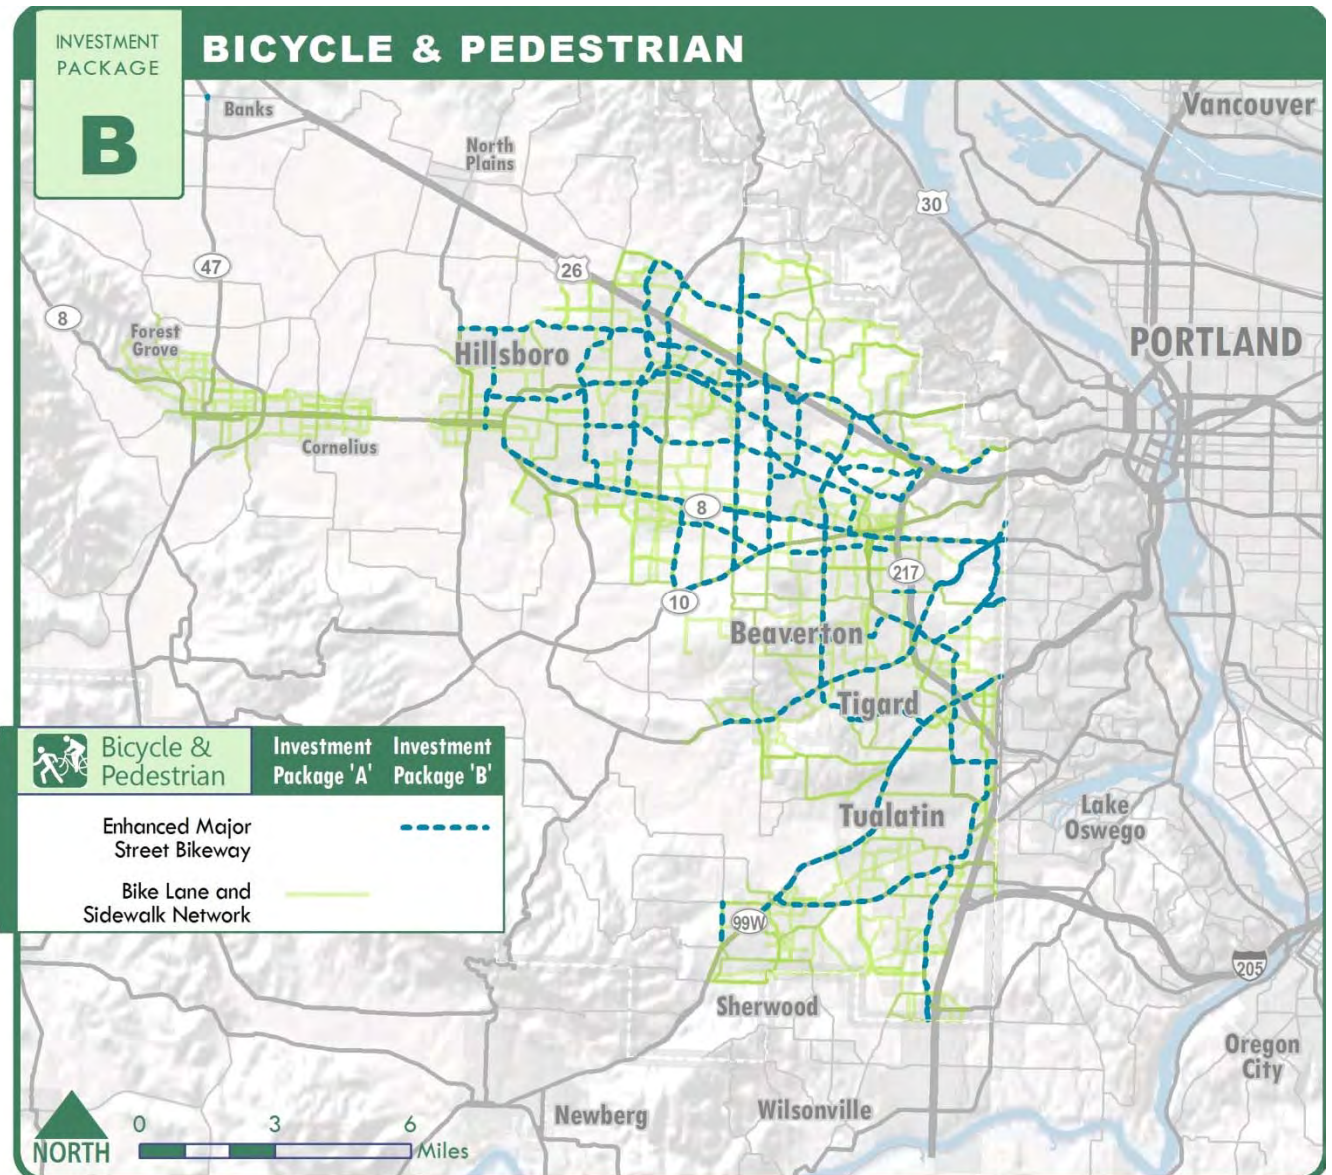 INVESTMENT
PACKAGE
B
BICYCLE & PEDESTRIAN
Banks
Vancouver
North
Plains
30
47
26
8
Forest
Grove
Hillsboro
PORTLAND
Cornelius
8
217
10
Beaverton
Tigard
Bicycle &
Pedestrian
Investment
Package 'A'
Investment
Package 'B'
Enhanced Major
Street Bikeway
Bike Lane and
Sidewalk Network
Tualatin
Lake
Oswego
99W
205
Sherwood
Oregon
City
Newberg
Wilsonville
NORTH
0 3 6
Miles